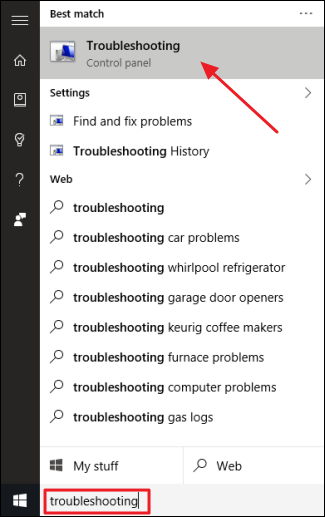 Best match
Troubleshooting
Control panel
Settings
Find and fix problems
Troubleshooting History
Web
troubleshooting
troubleshooting car problems
troubleshooting whirlpool refrigerator
troubleshooting garage door openers
troubleshooting keurig coffee makers
troubleshooting furnace problems
troubleshooting computer problems
troubleshooting gas logs
My stuff
Web
troubleshooting